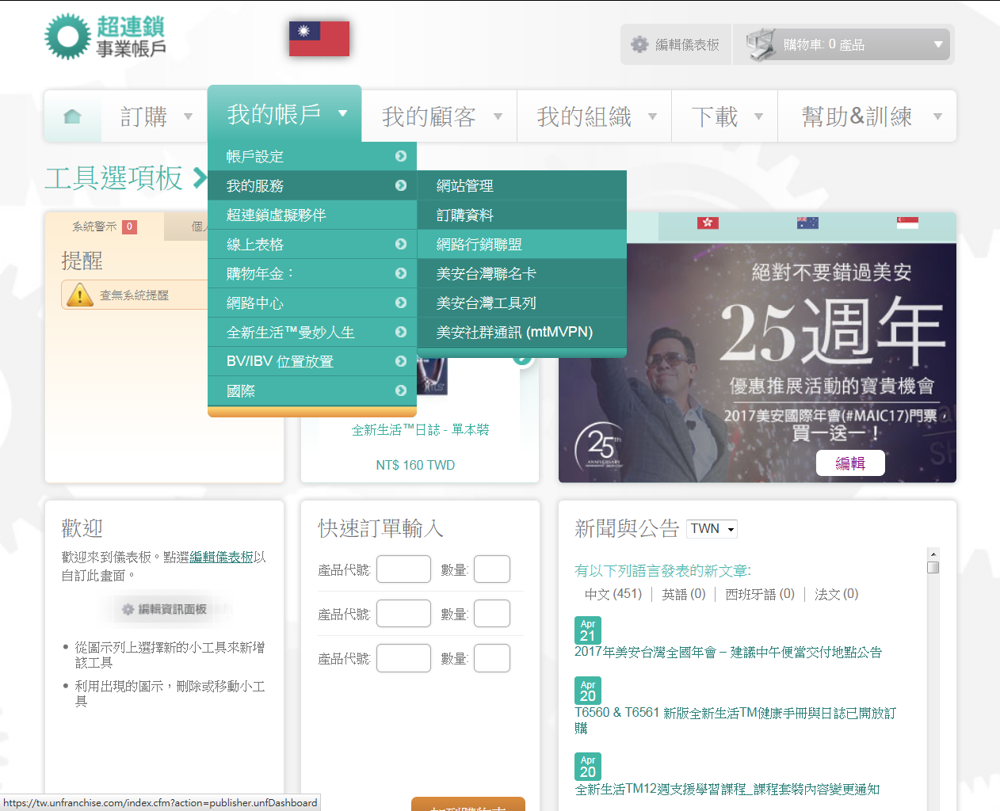 超連鎖
事業帳戶
編輯儀表板
購物車: 0 產品
訂購
我的帳戶
我的顧客
我的組織
下載
幫助&訓練
工具選項板
帳戶設定
我的服務
超連鎖虛擬夥伴
線上表格
購物年金：
網路中心
全新生活™曼妙人生
BV/IBV 位置放置
國際
網站管理
訂購資料
網路行銷聯盟
美安台灣聯名卡
美安台灣工具列
美安社群通訊 (mtMVPN)
系統警示 0
個
提醒
查無系統提醒
全新生活™日誌 - 單本裝
NT$ 160 TWD
絕對不要錯過美安
25週年
優惠推展活動的寶貴機會
2017美安國際年會(#MAIC17)門票，
買一送一！
25th
ANNIVERSARY
編輯
歡迎
歡迎來到儀表板。點選編輯儀表板以
自訂此畫面。
編輯資訊面板
從圖示列上選擇新的小工具來新增
該工具
利用出現的圖示，刪除或移動小工
具
快速訂單輸入
產品代號: 數量:
產品代號: 數量:
產品代號: 數量:
加到購物車
新聞與公告 TWN
有以下列語言發表的新文章:
中文 (451) 英語 (0) 西班牙語 (0) 法文 (0)
Apr
21
2017年美安台灣全國年會 – 建議中午便當交付地點公告
Apr
20
T6560 & T6561 新版全新生活TM健康手冊與日誌已開放訂
購
Apr
20
全新生活TM12週支援學習課程_課程套裝內容變更通知
https://tw.unfranchise.com/index.cfm?action=publisher.unfDashboard